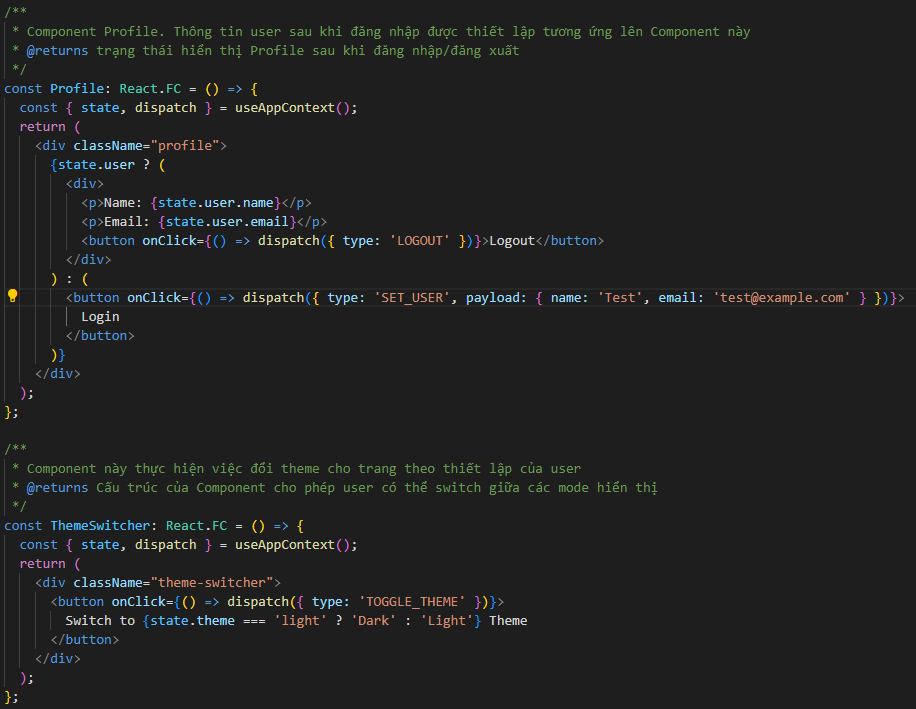 /**
 * Component Profile. Thông tin user sau khi đăng nhập được thiết lập tương ứng lên Component này
 * @returns trạng thái hiển thị Profile sau khi đăng nhập/đăng xuất
 */
const Profile: React.FC = () => {
  const { state, dispatch } = useAppContext();
  return (
    <div className="profile">
      {state.user ? (
        <div>
          <p>Name: {state.user.name}</p>
          <p>Email: {state.user.email}</p>
          <button onClick={() => dispatch({ type: 'LOGOUT' })}>Logout</button>
        </div>
      ) : (
        <button onClick={() => dispatch({ type: 'SET_USER', payload: { name: 'Test', email: 'test@example.com' } })}>
          Login
        </button>
      )}
    </div>
  );
};

/**
 * Component này thực hiện việc đổi theme cho trang theo thiết lập của user
 * @returns Cấu trúc của Component cho phép user có thể switch giữa các mode hiển thị
 */
const ThemeSwitcher: React.FC = () => {
  const { state, dispatch } = useAppContext();
  return (
    <div className="theme-switcher">
      <button onClick={() => dispatch({ type: 'TOGGLE_THEME' })}>
        Switch to {state.theme === 'light' ? 'Dark' : 'Light'} Theme
      </button>
    </div>
  );
};